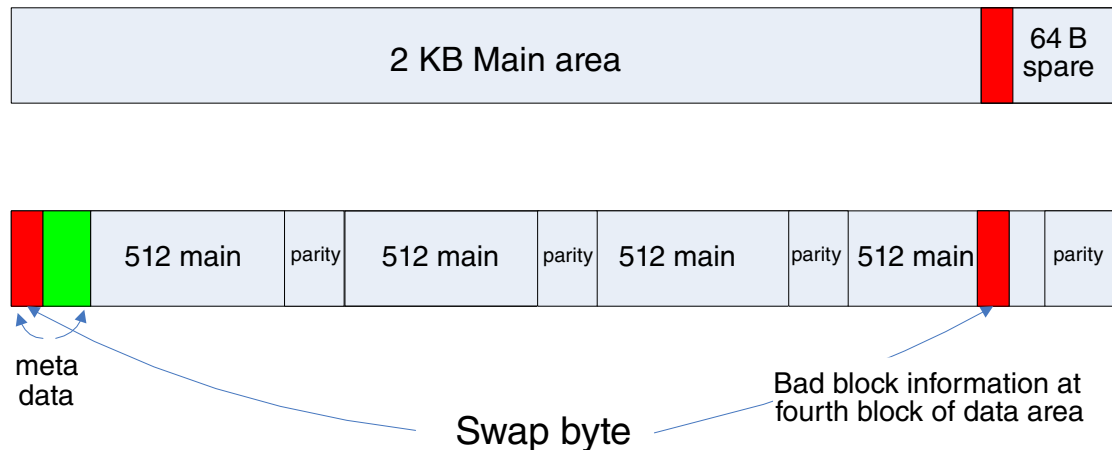 2 KB Main area
64 B
spare
512 main
parity
512 main
parity
512 main
parity
512 main
parity
meta
data
Swap byte
Bad block information at
fourth block of data area